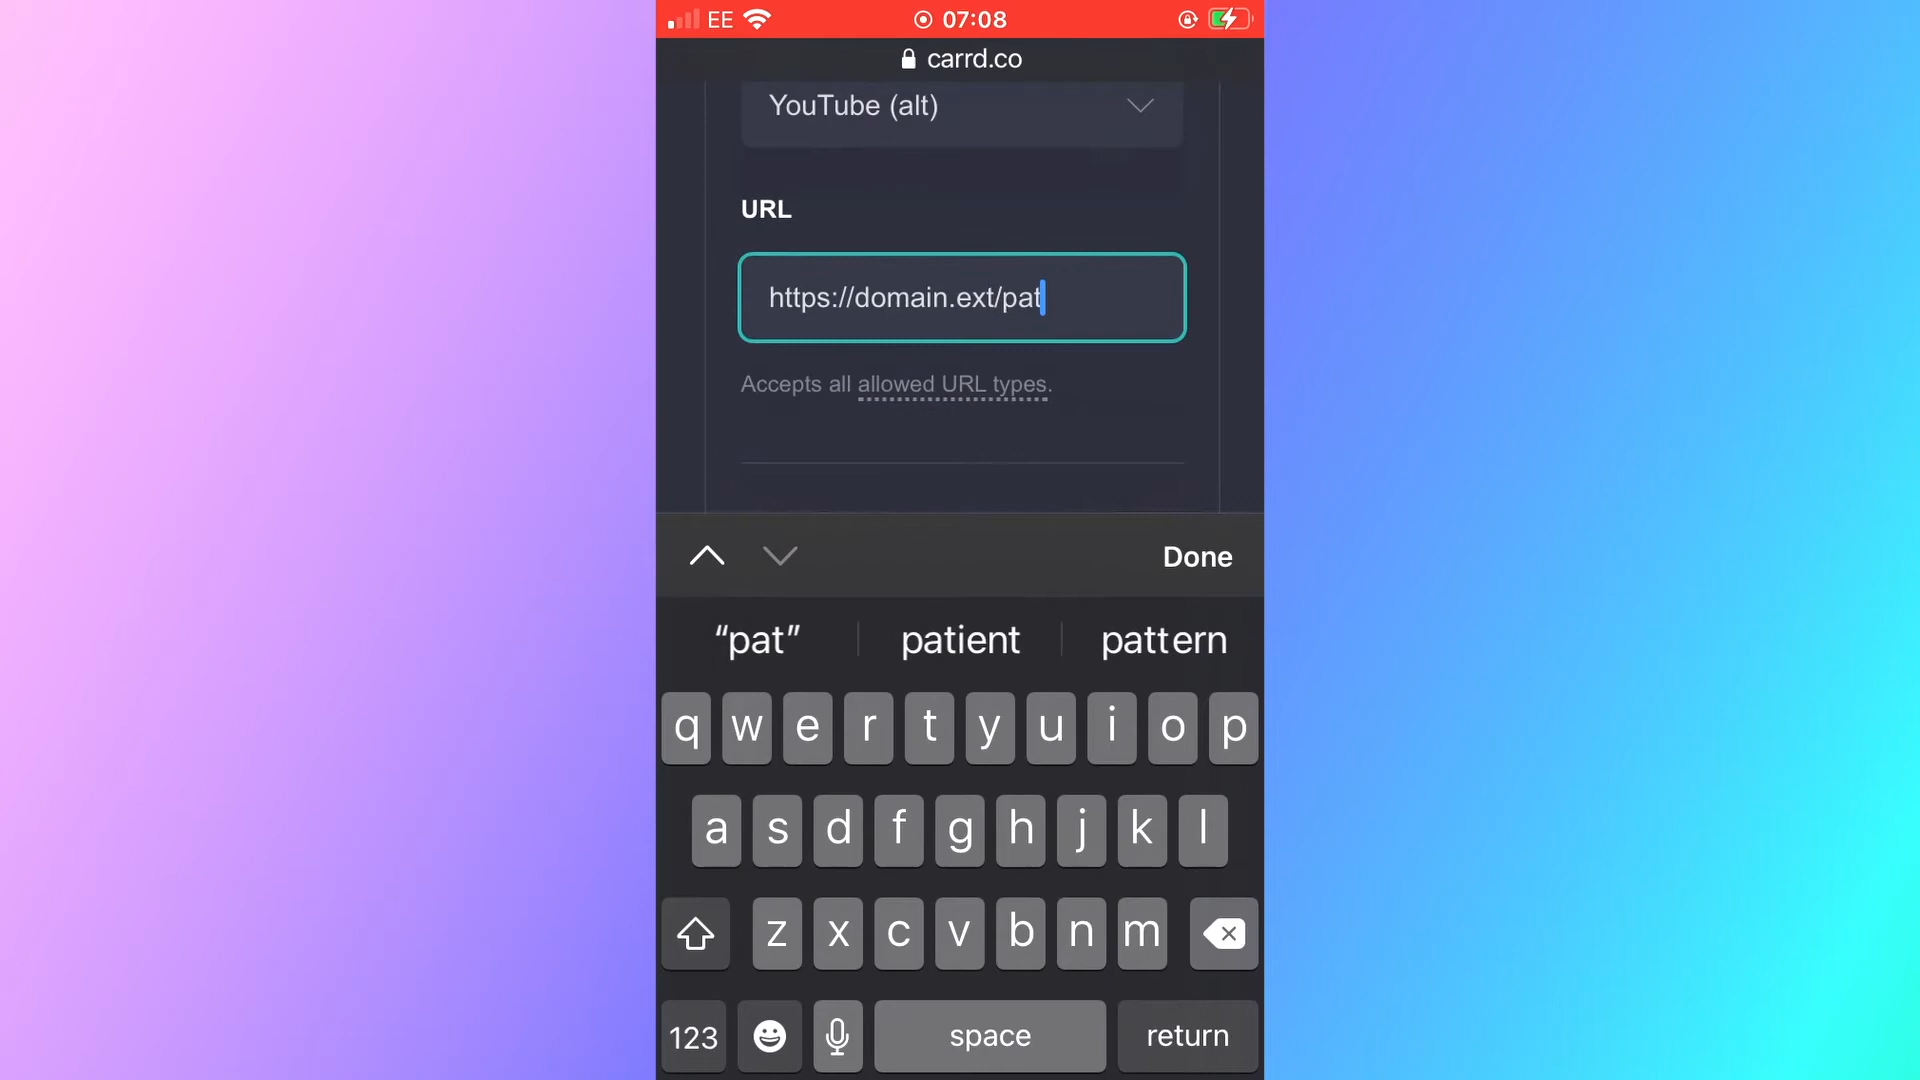 EE 07:08
carrd.co
YouTube (alt)
URL
https://domain.ext/pat
Accepts all allowed URL types.
Done
“pat” patient pattern
q w e r t y u i o p
a s d f g h j k l
z x c v b n m
123 space return